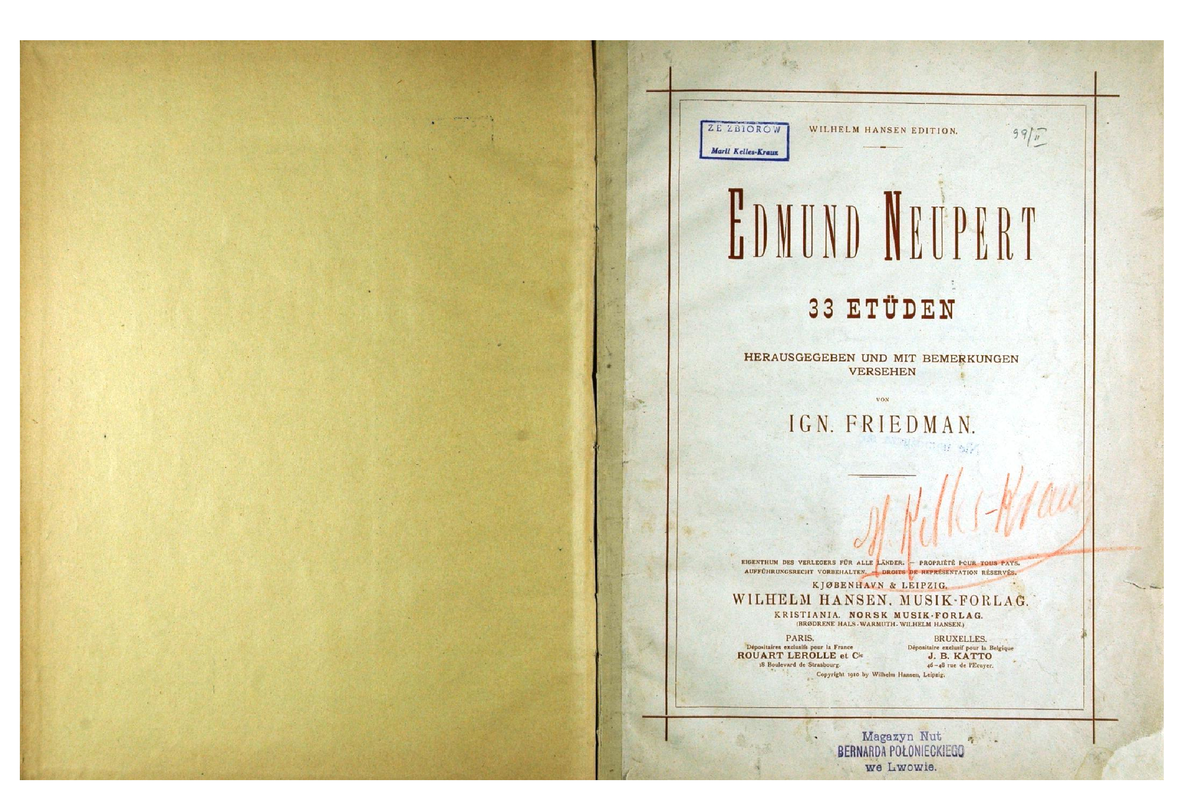 ZE ZBIORÓW
Marii Kelles-Krauz
WILHELM HANSEN EDITION.
99/II
EDMUND NEUPERT
33 ETÜDEN
HERAUSGEGEBEN UND MIT BEMERKUNGEN
VERSEHEN
VON
IGN. FRIEDMAN.
M. Kelles-Krauz
EIGENTHUM DES VERLEGERS FÜR ALLE LÄNDER. – PROPRIÉTÉ POUR TOUS PAYS.
AUFFÜHRUNGSRECHT VORBEHALTEN. – DROITS DE REPRÉSENTATION RÉSERVÉS.
KJØBENHAVN & LEIPZIG.
WILHELM HANSEN. MUSIK-FORLAG.
KRISTIANIA. NORSK MUSIK-FORLAG.
(BRØDRENE HALS-WARMUTH-WILHELM HANSEN)
PARIS.
Dépositaires exclusifs pour la France
ROUART LEROLLE et Cie
18 Boulevard de Strasbourg.
BRUXELLES.
Dépositaire exclusif pour la Belgique
J. B. KATTO
46–48 rue de l'Ecuyer.
Copyright 1910 by Wilhelm Hansen, Leipzig.
Magazyn Nut
BERNARDA POŁONIECKIEGO
we Lwowie.